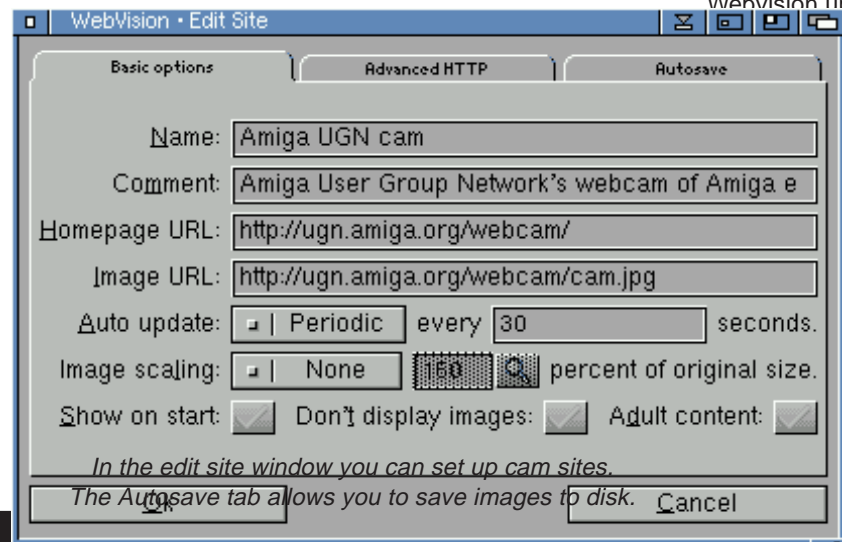 WebVision u
WebVision • Edit Site
Basic options Advanced HTTP Autosave
Name: Amiga UGN cam
Comment: Amiga User Group Network's webcam of Amiga e
Homepage URL: http://ugn.amiga.org/webcam/
Image URL: http://ugn.amiga.org/webcam/cam.jpg
Auto update: Periodic every 30 seconds.
Image scaling: None percent of original size.
Show on start: Don't display images: Adult content:
In the edit site window you can set up cam sites.
The Autosave tab allows you to save images to disk.
Ok Cancel